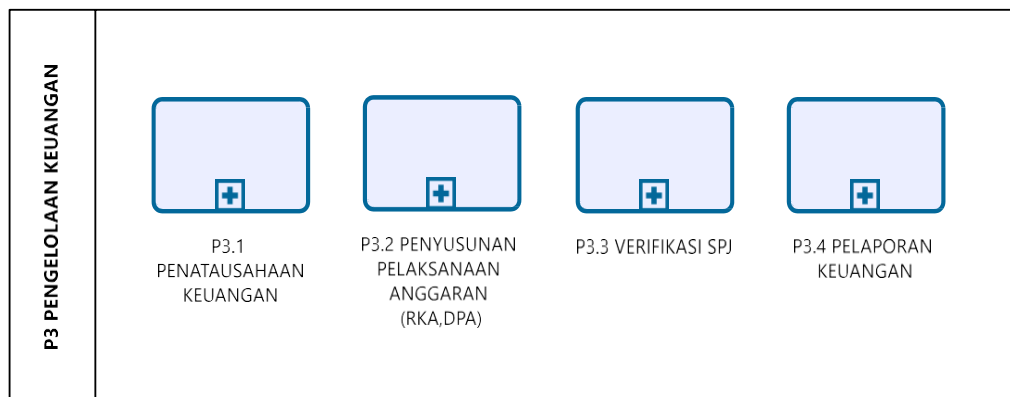 P3 PENGELOLAAN KEUANGAN
P3.1
PENATAUSAHAAN
KEUANGAN
P3.2 PENYUSUNAN
PELAKSANAAN
ANGGARAN
(RKA,DPA)
P3.3 VERIFIKASI SPJ
P3.4 PELAPORAN
KEUANGAN